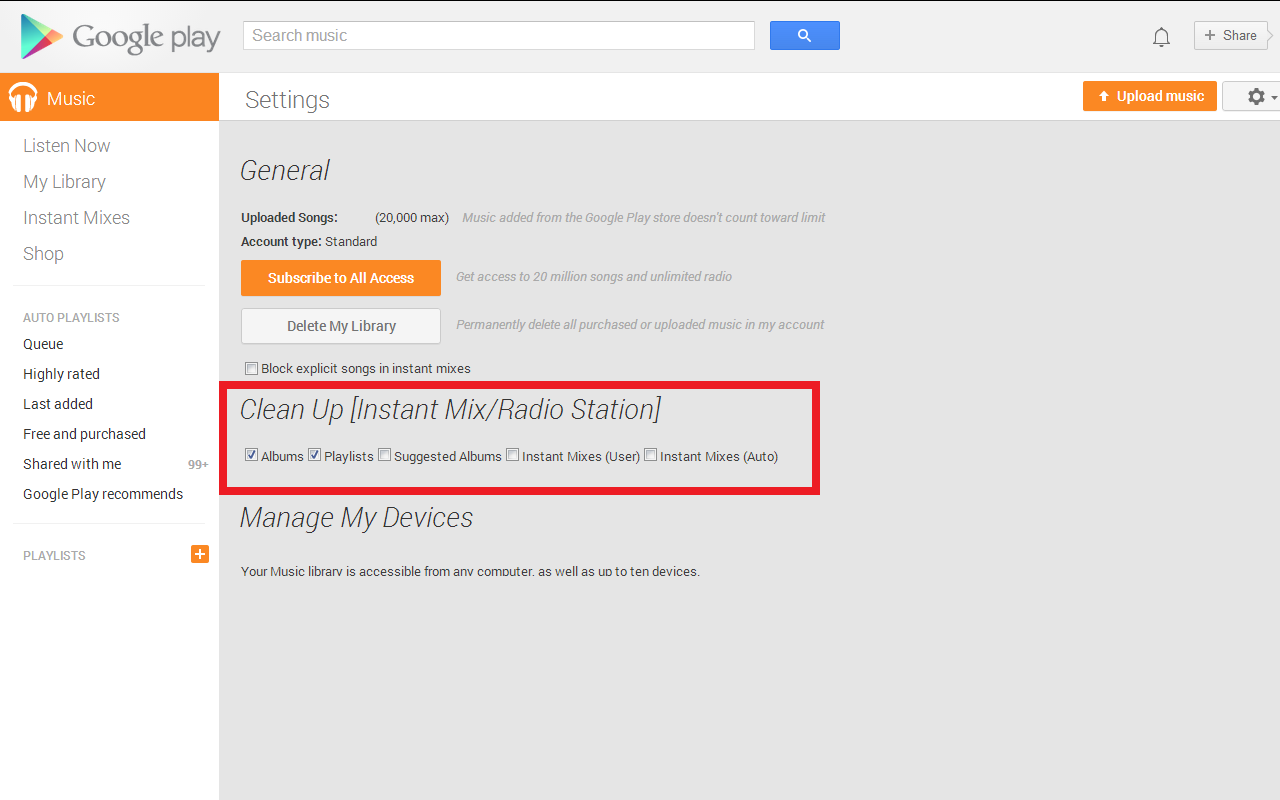 Google play
Search music
+ Share
Music
Settings
Upload music
Listen Now
My Library
Instant Mixes
Shop
AUTO PLAYLISTS
Queue
Highly rated
Last added
Free and purchased
Shared with me 99+
Google Play recommends
PLAYLISTS +
General
Uploaded Songs: (20,000 max) Music added from the Google Play store doesn't count toward limit
Account type: Standard
Subscribe to All Access Get access to 20 million songs and unlimited radio
Delete My Library Permanently delete all purchased or uploaded music in my account
Block explicit songs in instant mixes
Clean Up [Instant Mix/Radio Station]
Albums Playlists Suggested Albums Instant Mixes (User) Instant Mixes (Auto)
Manage My Devices
Your Music library is accessible from any computer, as well as up to ten devices.